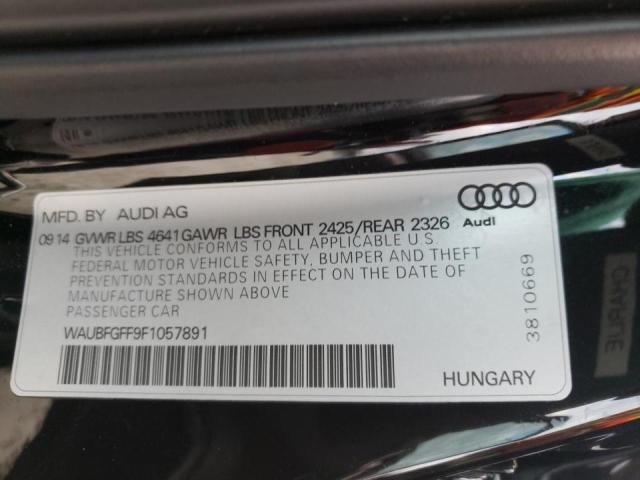 MFD. BY AUDI AG
Audi
09 14 GVWR LBS 4641 GAWR LBS FRONT 2425/REAR 2326
THIS VEHICLE CONFORMS TO ALL APPLICABLE U.S.
FEDERAL MOTOR VEHICLE SAFETY, BUMPER AND THEFT
PREVENTION STANDARDS IN EFFECT ON THE DATE OF
MANUFACTURE SHOWN ABOVE
PASSENGER CAR
WAUBFGFF9F1057891
HUNGARY
3810669